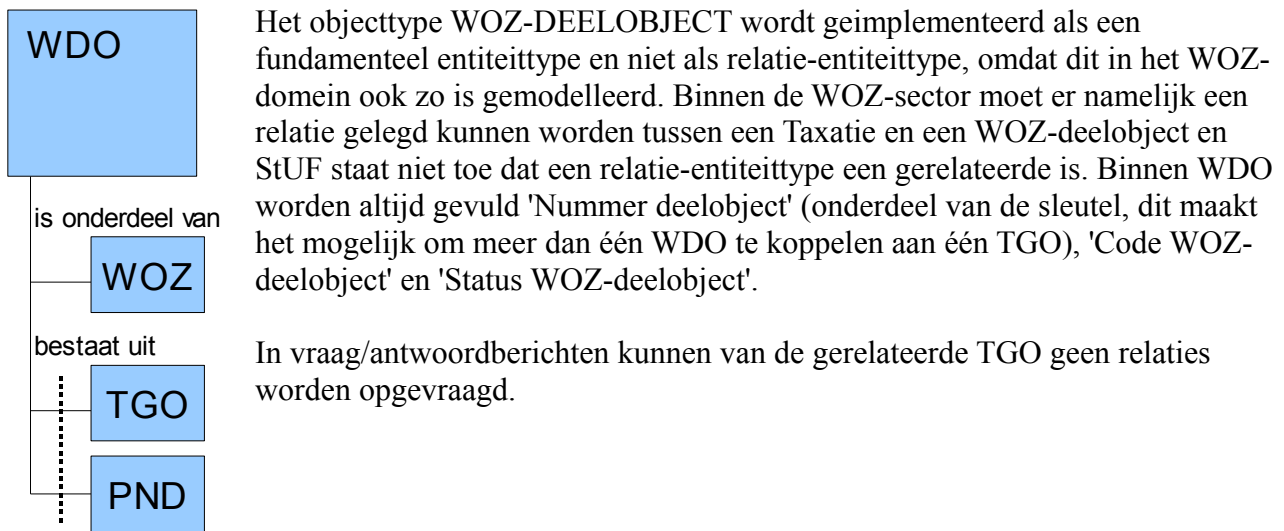 WDO
is onderdeel van
WOZ
bestaat uit
TGO
PND
Het objecttype WOZ-DEELOBJECT wordt geimplementeerd als een
fundamenteel entiteittype en niet als relatie-entiteittype, omdat dit in het WOZ-
domein ook zo is gemodelleerd. Binnen de WOZ-sector moet er namelijk een
relatie gelegd kunnen worden tussen een Taxatie en een WOZ-deelobject en
StUF staat niet toe dat een relatie-entiteittype een gerelateerde is. Binnen WDO
worden altijd gevuld 'Nummer deelobject' (onderdeel van de sleutel, dit maakt
het mogelijk om meer dan één WDO te koppelen aan één TGO), 'Code WOZ-
deelobject' en 'Status WOZ-deelobject'.
In vraag/antwoordberichten kunnen van de gerelateerde TGO geen relaties
worden opgevraagd.